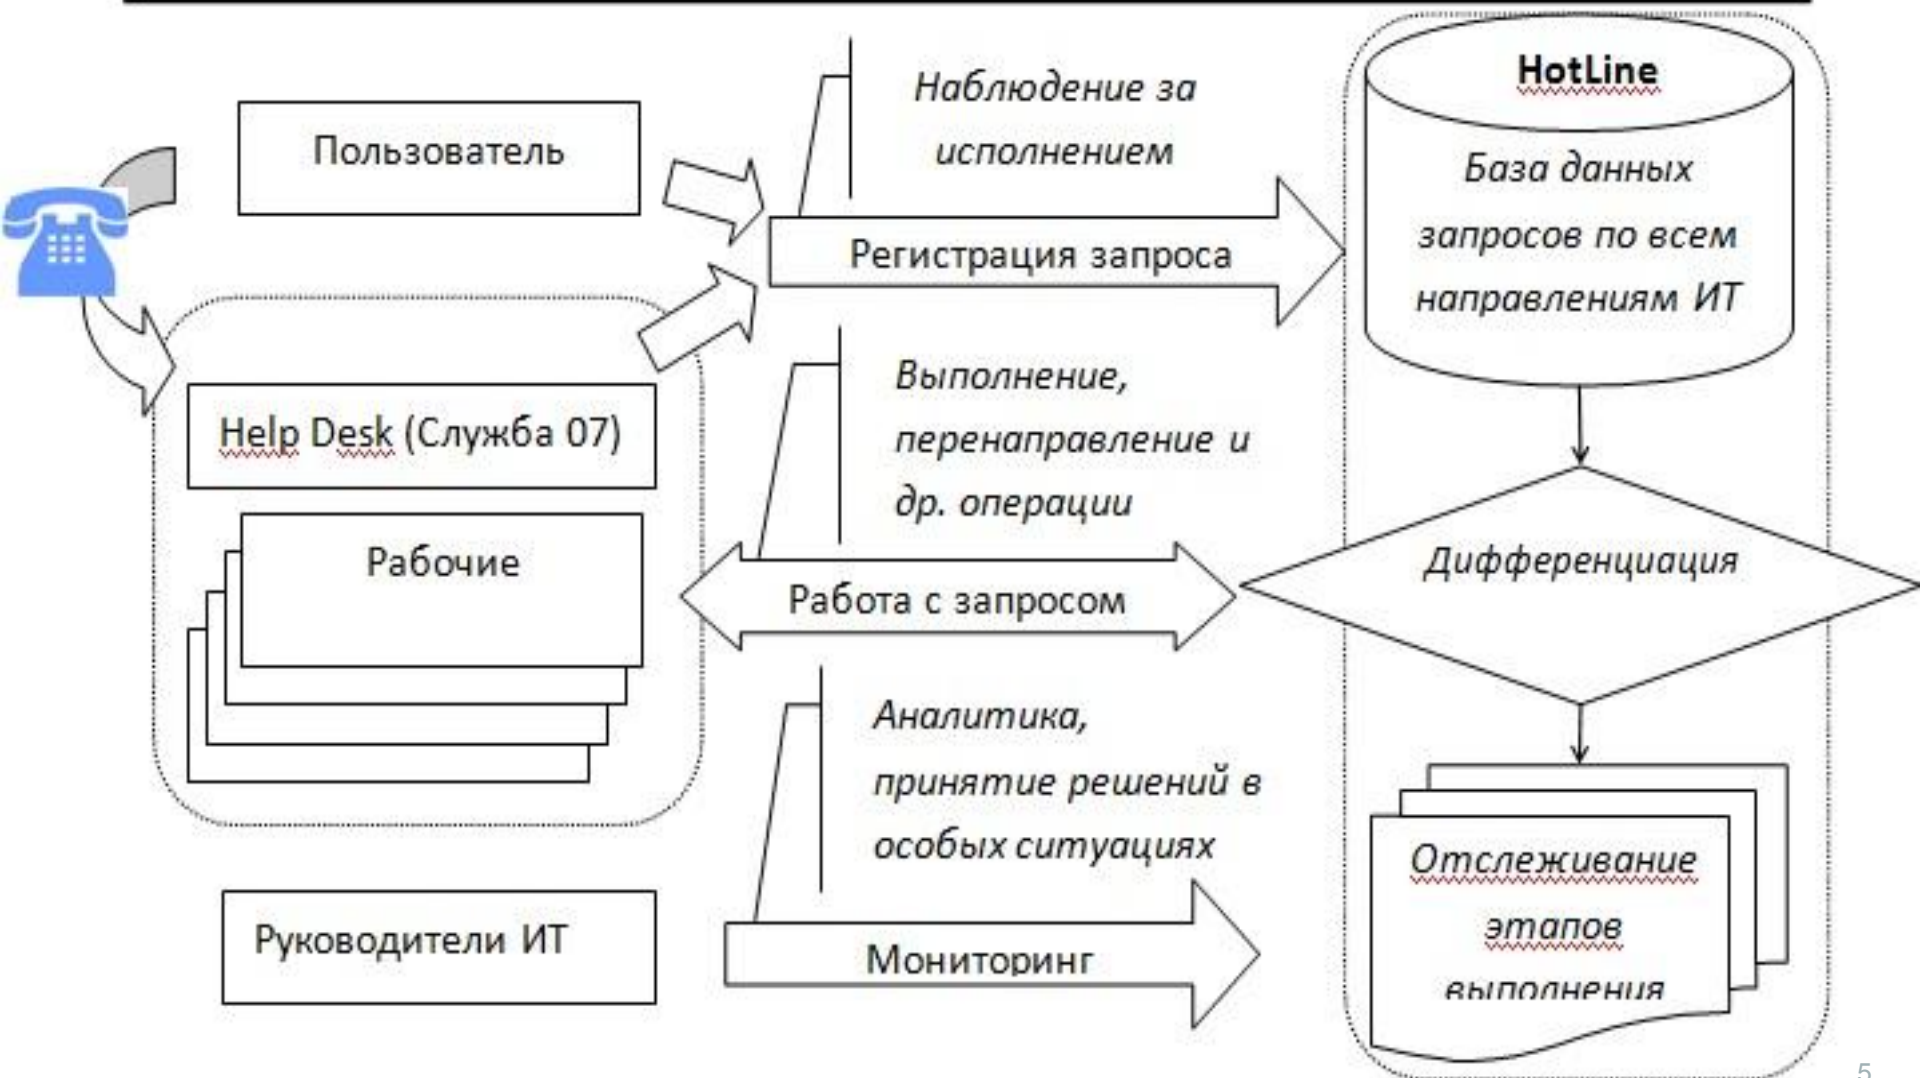 Пользователь
Help Desk (Служба 07)
Рабочие
Руководители ИТ
Наблюдение за
исполнением
Регистрация запроса
Выполнение,
перенаправление и
др. операции
Работа с запросом
Аналитика,
принятие решений в
особых ситуациях
Мониторинг
HotLine
База данных
запросов по всем
направлениям ИТ
Дифференциация
Отслеживание
этапов
выполнения
5